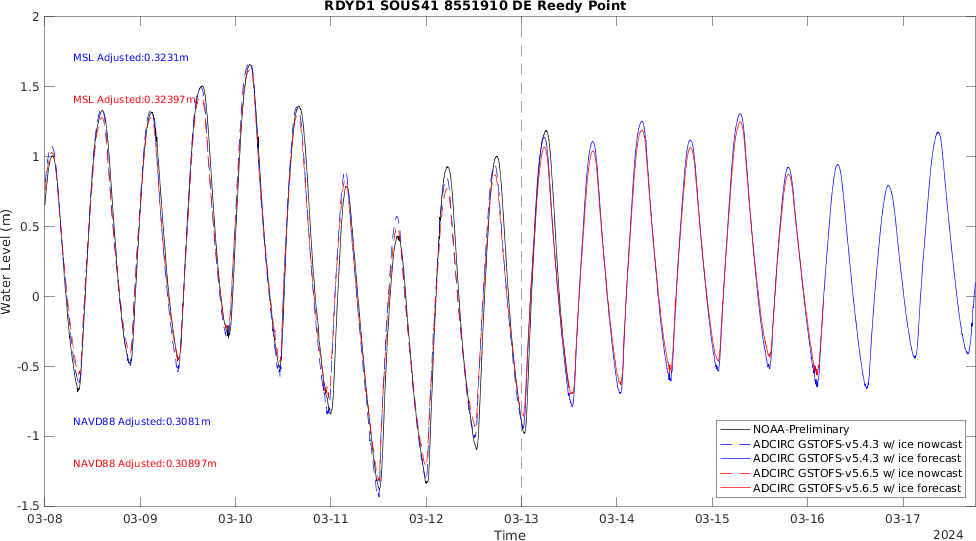 RDYD1 SOUS41 8551910 DE Reedy Point
2
1.5
1
0.5
0
-0.5
-1
-1.5
Water Level (m)
MSL Adjusted:0.3231m
MSL Adjusted:0.32397m
NAVD88 Adjusted:0.3081m
NAVD88 Adjusted:0.30897m
NOAA-Preliminary
ADCIRC GSTOFS-v5.4.3 w/ ice nowcast
ADCIRC GSTOFS-v5.4.3 w/ ice forecast
ADCIRC GSTOFS-v5.6.5 w/ ice nowcast
ADCIRC GSTOFS-v5.6.5 w/ ice forecast
03-08 03-09 03-10 03-11 03-12 03-13 03-14 03-15 03-16 03-17
Time
2024